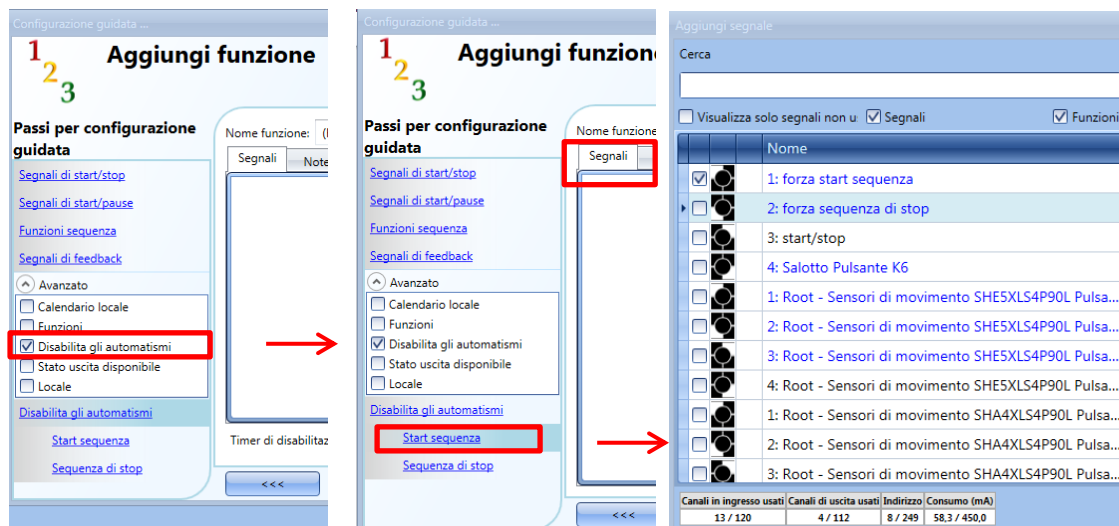 Configurazione guidata ...
1 2 3
Aggiungi funzione
Passi per configurazione guidata
Segnali di start/stop
Segnali di start/pause
Funzioni sequenza
Segnali di feedback
Avanzato
Calendario locale
Funzioni
Disabilita gli automatismi
Stato uscita disponibile
Locale
Disabilita gli automatismi
Start sequenza
Sequenza di stop
Nome funzione:
Segnali
Note
Timer di disabilitaz
<<<
Configurazione guidata ...
1 2 3
Aggiungi funzion
Passi per configurazione guidata
Segnali di start/stop
Segnali di start/pause
Funzioni sequenza
Segnali di feedback
Avanzato
Calendario locale
Funzioni
Disabilita gli automatismi
Stato uscita disponibile
Locale
Disabilita gli automatismi
Start sequenza
Sequenza di stop
Nome funzione
Segnali
<<<
Aggiungi segnale
Cerca
Visualizza solo segnali non u Segnali Funzioni
Nome
1: forza start sequenza
2: forza sequenza di stop
3: start/stop
4: Salotto Pulsante K6
1: Root - Sensori di movimento SHE5XLS4P90L Pulsa...
2: Root - Sensori di movimento SHE5XLS4P90L Pulsa...
3: Root - Sensori di movimento SHE5XLS4P90L Pulsa...
4: Root - Sensori di movimento SHE5XLS4P90L Pulsa...
1: Root - Sensori di movimento SHA4XLS4P90L Pulsa...
2: Root - Sensori di movimento SHA4XLS4P90L Pulsa...
3: Root - Sensori di movimento SHA4XLS4P90L Pulsa...
Canali in ingresso usati Canali di uscita usati Indirizzo Consumo (mA)
13 / 120 4 / 112 8 / 249 58,3 / 450,0